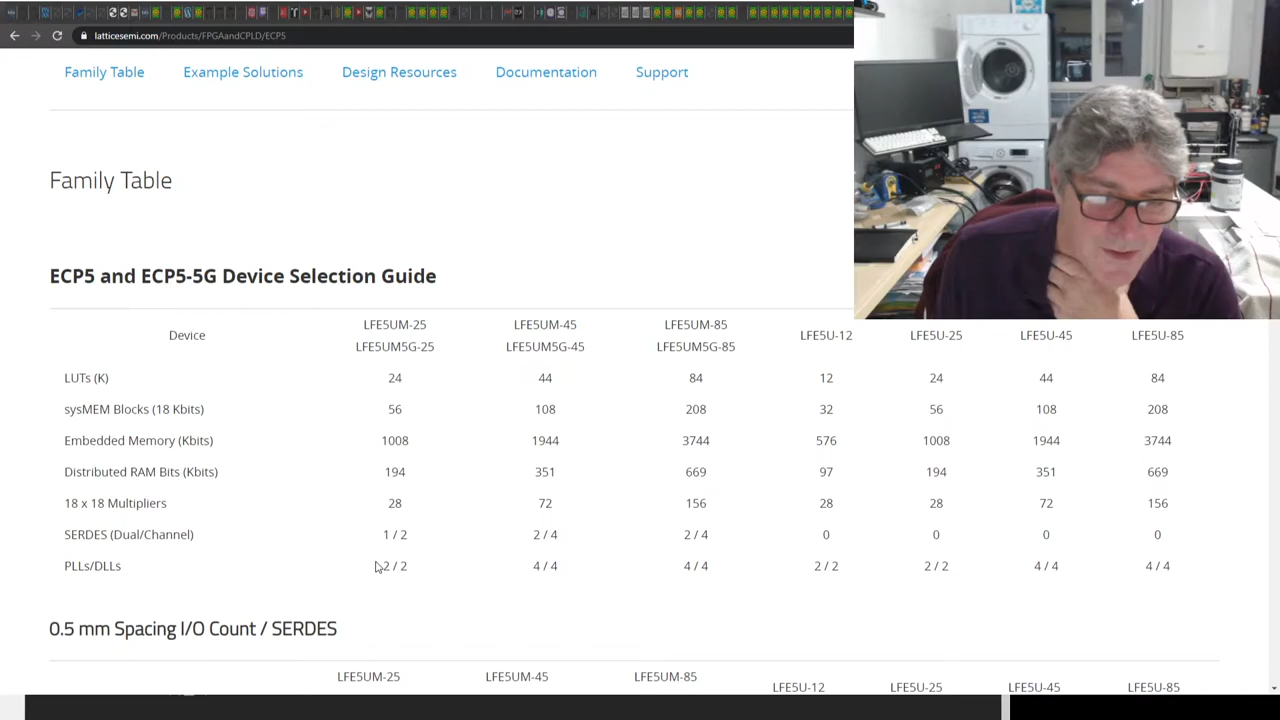 latticesemi.com/Products/FPGAandCPLD/ECP5
Family Table Example Solutions Design Resources Documentation Support
Family Table
ECP5 and ECP5-5G Device Selection Guide
Device LFE5UM-25 LFE5UM5G-25 LFE5UM-45 LFE5UM5G-45 LFE5UM-85 LFE5UM5G-85 LFE5U-12 LFE5U-25 LFE5U-45 LFE5U-85
LUTs (K) 24 44 84 12 24 44 84
sysMEM Blocks (18 Kbits) 56 108 208 32 56 108 208
Embedded Memory (Kbits) 1008 1944 3744 576 1008 1944 3744
Distributed RAM Bits (Kbits) 194 351 669 97 194 351 669
18 x 18 Multipliers 28 72 156 28 28 72 156
SERDES (Dual/Channel) 1 / 2 2 / 4 2 / 4 0 0 0 0
PLLs/DLLs 2 / 2 4 / 4 4 / 4 2 / 2 2 / 2 4 / 4 4 / 4
0.5 mm Spacing I/O Count / SERDES
LFE5UM-25 LFE5UM-45 LFE5UM-85 LFE5U-12 LFE5U-25 LFE5U-45 LFE5U-85